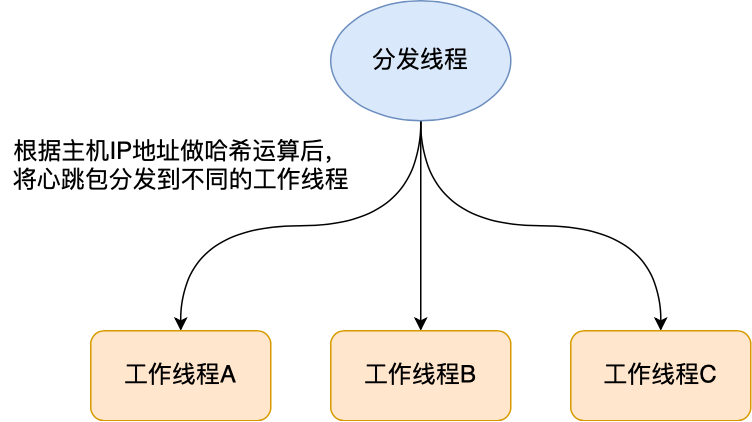 分发线程
根据主机IP地址做哈希运算后,
将心跳包分发到不同的工作线程
工作线程A
工作线程B
工作线程C